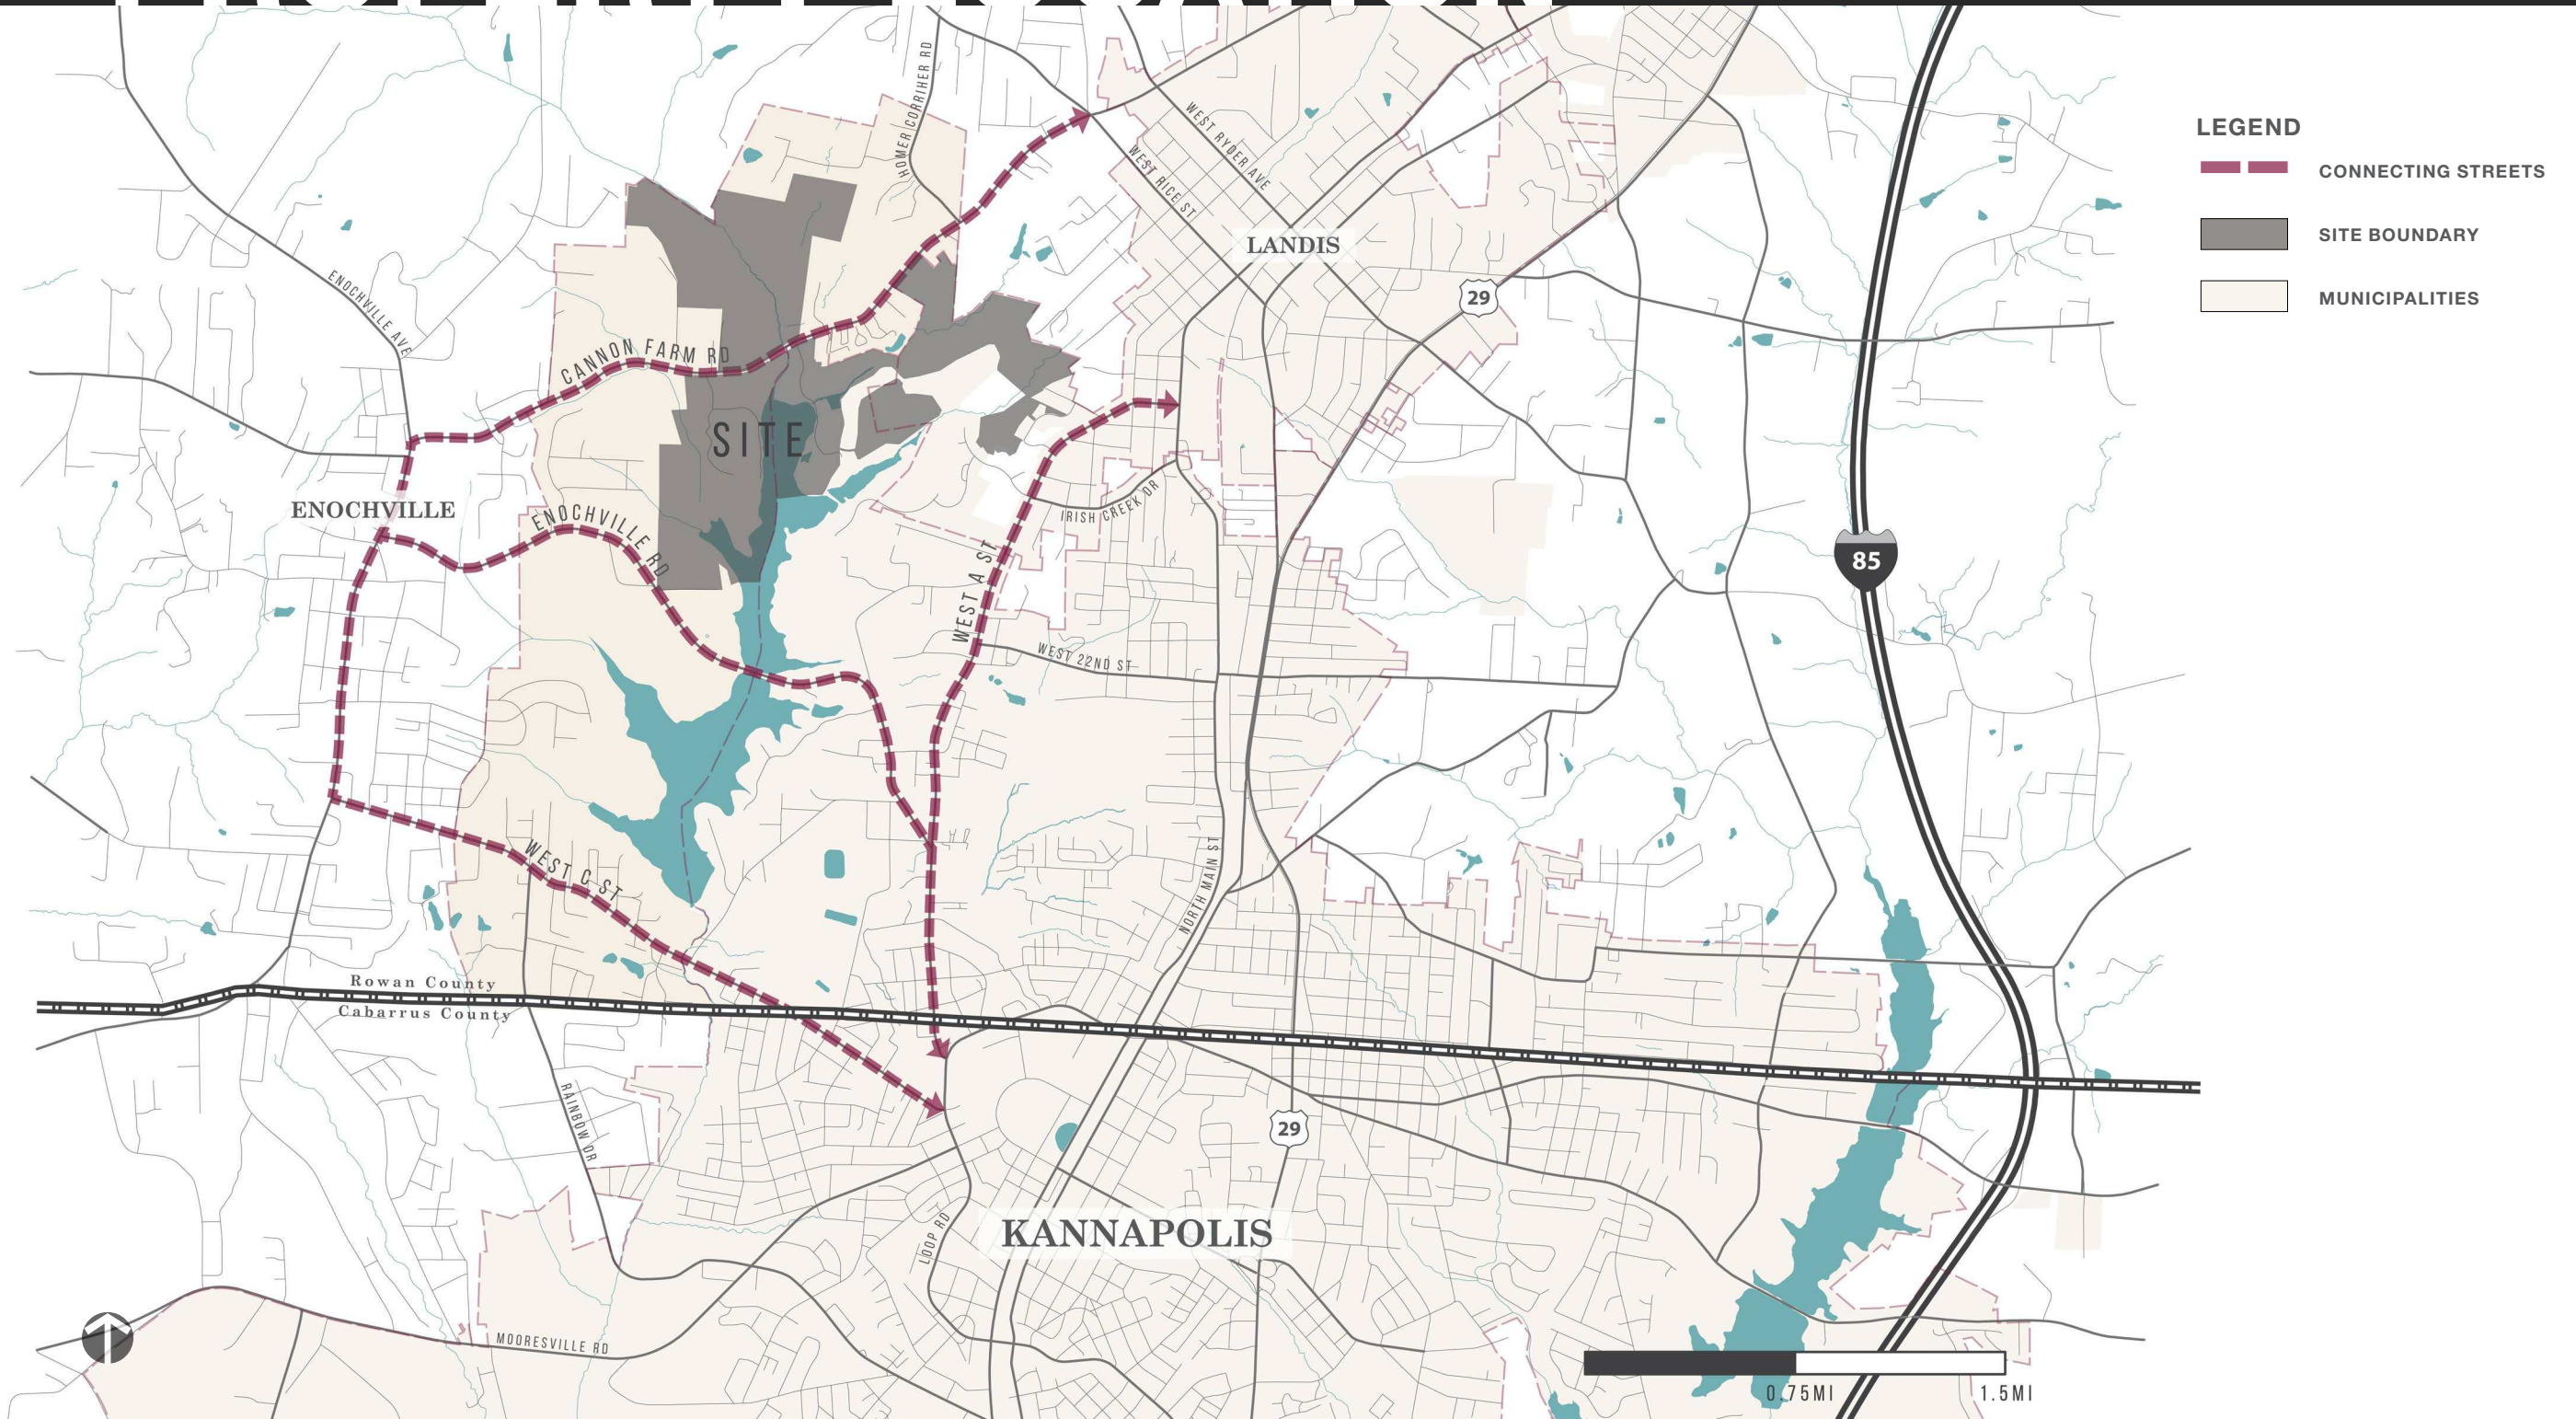 LEGEND
CONNECTING STREETS
SITE BOUNDARY
MUNICIPALITIES
HOMER CORRIHER RD
WEST RYDER AVE
WEST RICE ST
LANDIS
29
ENOCHVILLE AVE
CANNON FARM RD
SITE
ENOCHVILLE
ENOCHVILLE RD
IRISH CREEK DR
WEST A ST
85
WEST 22ND ST
WEST C ST
NORTH MAIN ST
Rowan County
Cabarrus County
RAINBOW DR
29
LOOP RD
KANNAPOLIS
MOORESVILLE RD
0.75MI
1.5MI